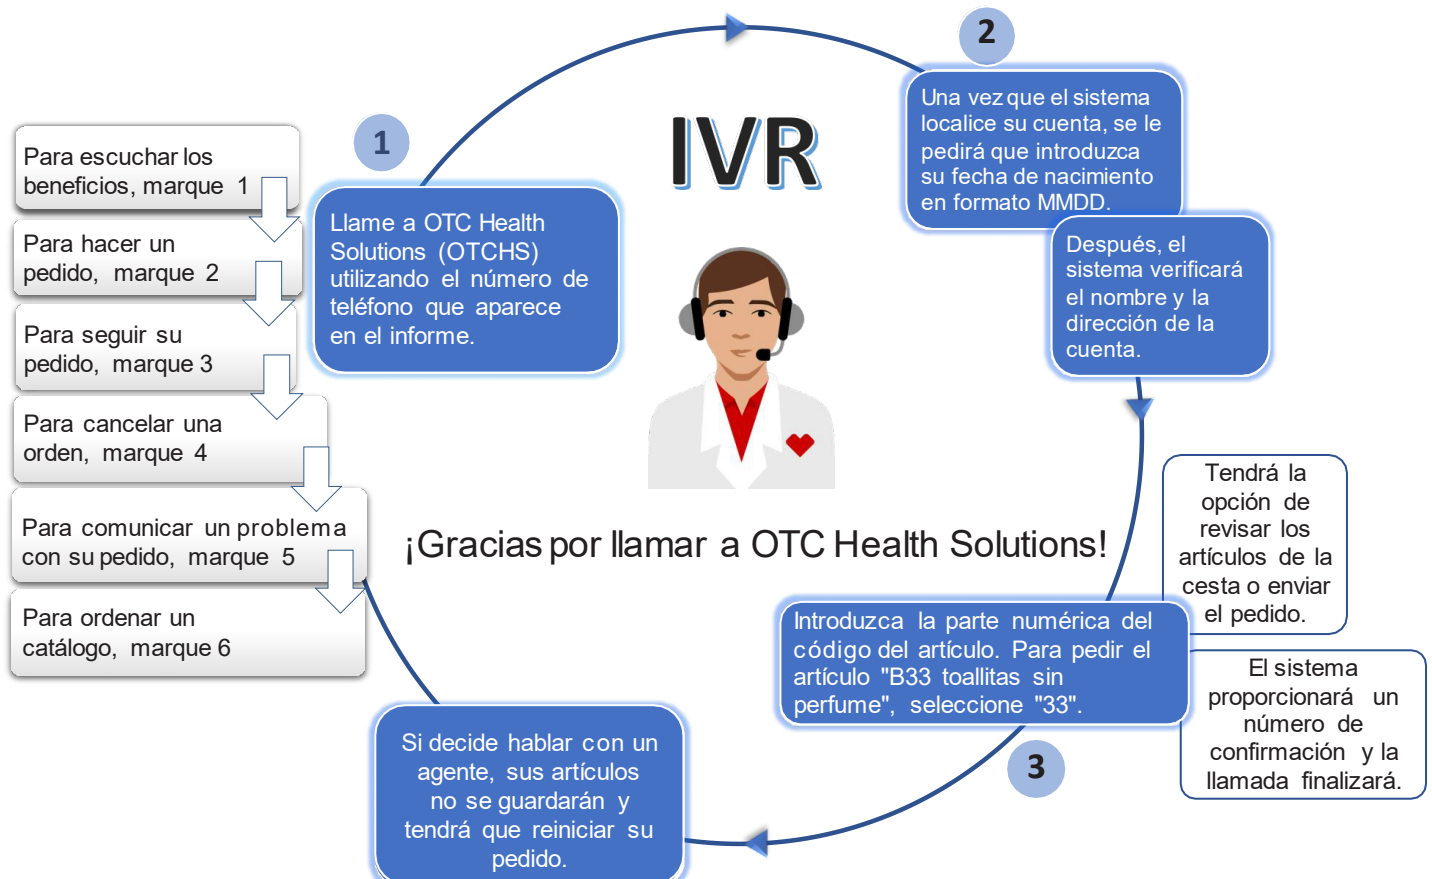 IVR
1
Llame a OTC Health
Solutions (OTCHS)
utilizando el número de
teléfono que aparece
en el informe.
Para escuchar los
beneficios, marque 1
Para hacer un
pedido, marque 2
Para seguir su
pedido, marque 3
Para cancelar una
orden, marque 4
Para comunicar un problema
con su pedido, marque 5
Para ordenar un
catálogo, marque 6
2
Una vez que el sistema
localice su cuenta, se le
pedirá que introduzca
su fecha de nacimiento
en formato MMDD.
Después, el
sistema verificará
el nombre y la
dirección de la
cuenta.
¡Gracias por llamar a OTC Health Solutions!
3
Introduzca la parte numérica del
código del artículo. Para pedir el
artículo "B33 toallitas sin
perfume", seleccione "33".
Tendrá la
opción de
revisar los
artículos de la
cesta o enviar
el pedido.
El sistema
proporcionará un
número de
confirmación y la
llamada finalizará.
Si decide hablar con un
agente, sus artículos
no se guardarán y
tendrá que reiniciar su
pedido.